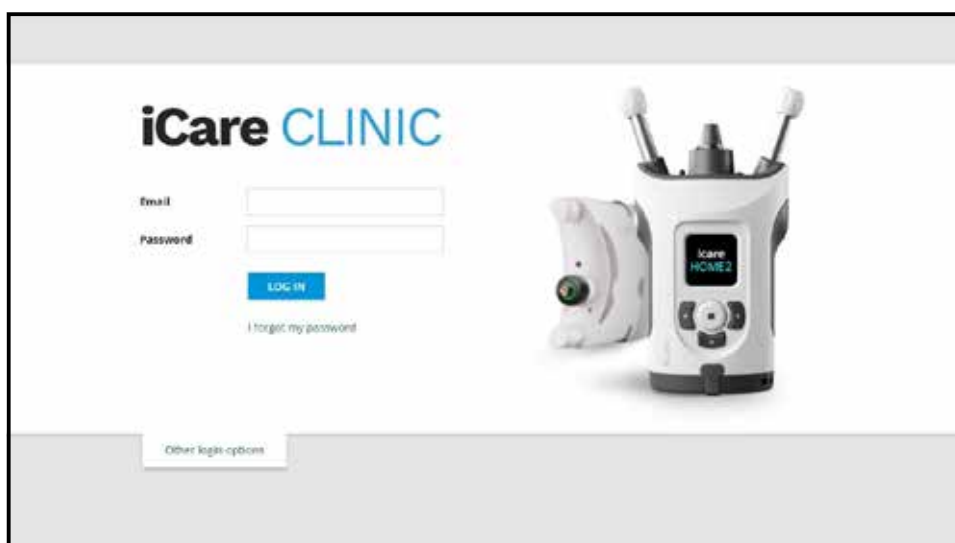 iCare CLINIC
Email
Password
LOG IN
I forgot my password
icare
HOME2
Other login options